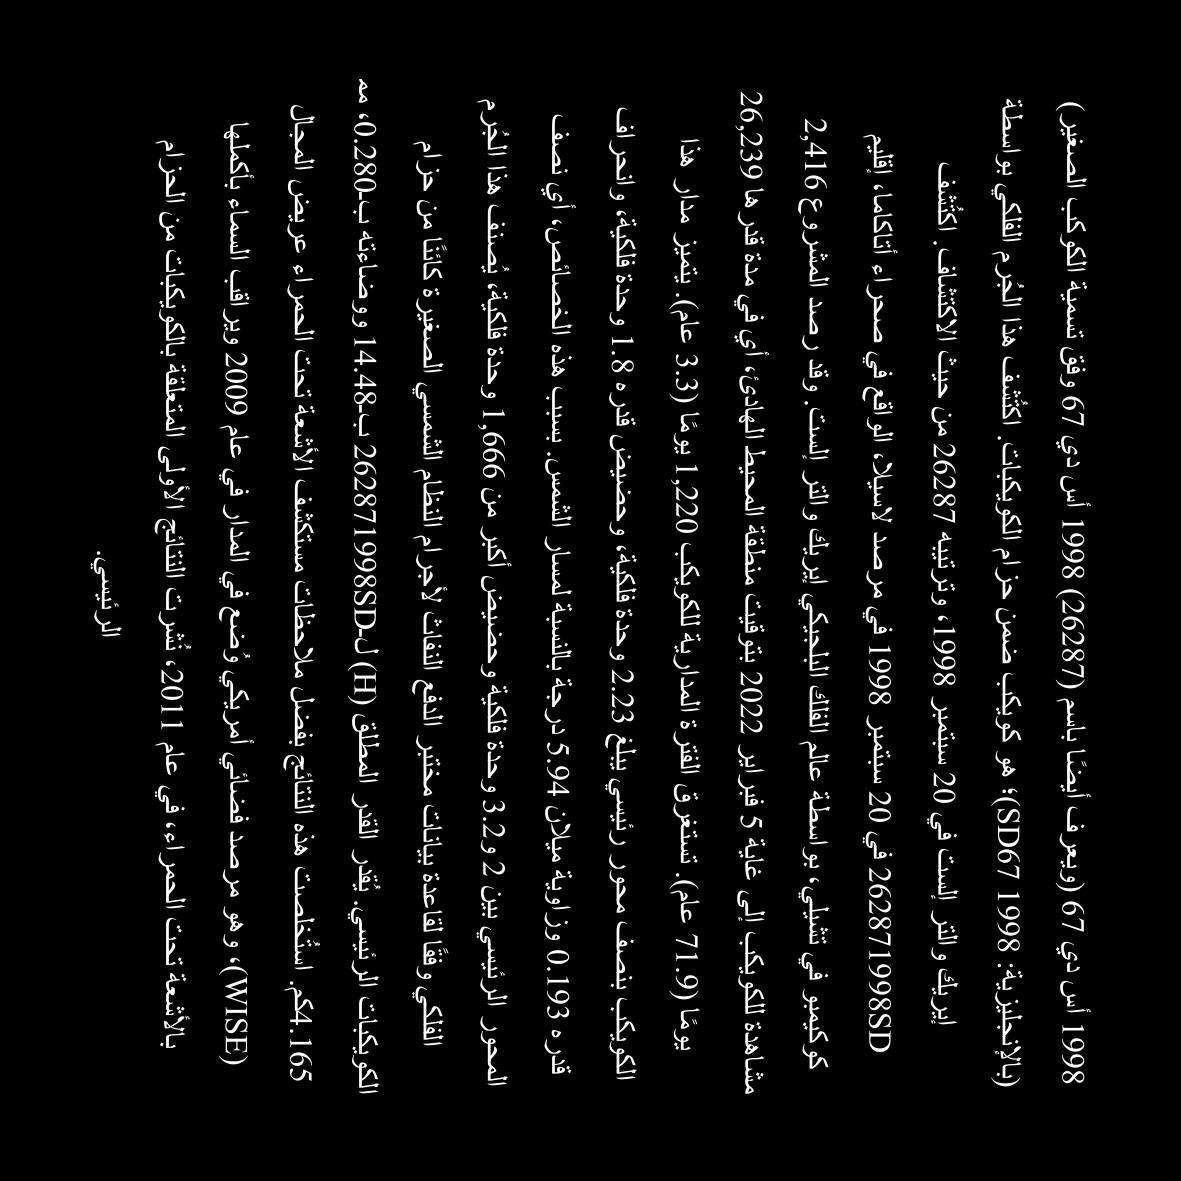 1998 أس دي 67 (ويعرف أيضًا باسم (26287) 1998 أس دي 67 وفق تسمية الكوكب الصغير)
(بالإنجليزية: 1998 SD67)؛ هو كويكب ضمن حزام الكويكبات. اكتُشف هذا الجُرم الفلكي بواسطة
إيريك والتر إلست في 20 سبتمبر 1998، وترتيبه 26287 من حيث الاكتشاف. اكتُشف
262871998SD في 20 سبتمبر 1998 في مرصد لاسيلا، الواقع في صحراء أتاكاما، إقليم
كوكيمبو في تشيلي، بواسطة عالم الفلك البلجيكي إيريك والتر إلست. وقد رصد المشروع 2,416
مشاهدة للكويكب إلى غاية 5 فبراير 2022 بتوقيت منطقة المحيط الهادئ، أي في مدة قدرها 26,239
يومًا (71.9 عام). تستغرق الفترة المدارية للكويكب 1,220 يومًا (3.3 عام). يتميز مدار هذا
الكويكب بنصف محور رئيسي يبلغ 2.23 وحدة فلكية، وحضيض قدره 1.8 وحدة فلكية، وانحراف
قدره 0.193 وزاوية ميلان 5.94 درجة بالنسبة لمسار الشمس. بسبب هذه الخصائص، أي نصف
المحور الرئيسي بين 2 و3.2 وحدة فلكية وحضيض أكبر من 1,666 وحدة فلكية، يُصنف هذا الجُرم
الفلكي وفقًا لقاعدة بيانات مختبر الدفع النفاث لأجرام النظام الشمسي الصغيرة كائنًا من حزام
الكويكبات الرئيسي. يُقدر القدر المطلق (H) ل-262871998SD ب-14.48 ووضاءته ب-0.280، مم
4.165كم. استُخلصت هذه النتائج بفضل ملاحظات مستكشف الأشعة تحت الحمراء عريض المجال
(WISE)، وهو مرصد فضائي أمريكي وُضع في المدار في عام 2009 ويراقب السماء بأكملها
بالأشعة تحت الحمراء، في عام 2011، نُشرت النتائج الأولى المتعلقة بالكويكبات من الحزام
الرئيسي.